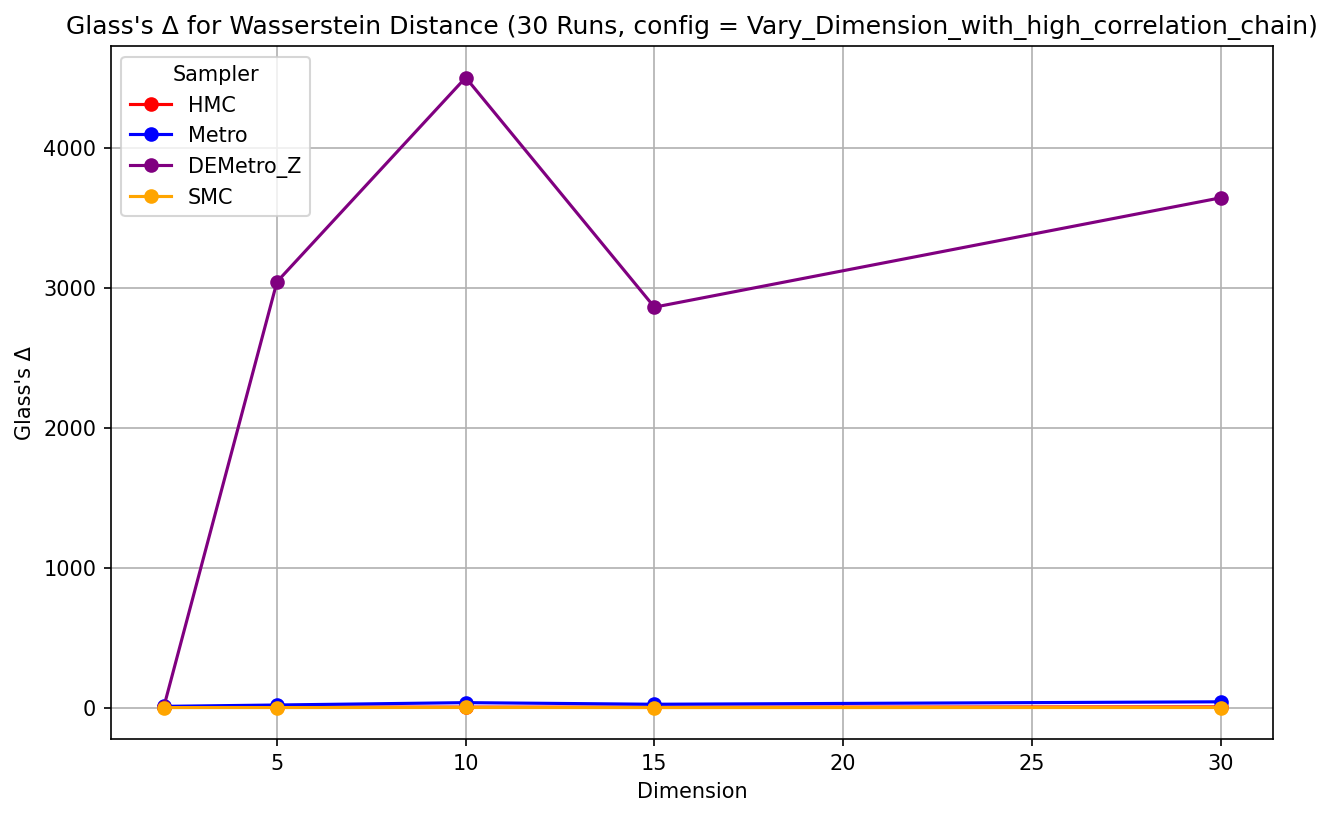 Glass's Δ for Wasserstein Distance (30 Runs, config = Vary_Dimension_with_high_correlation_chain)
Sampler
HMC
Metro
DEMetro_Z
SMC
Glass's Δ
4000
3000
2000
1000
0
5 10 15 20 25 30
Dimension